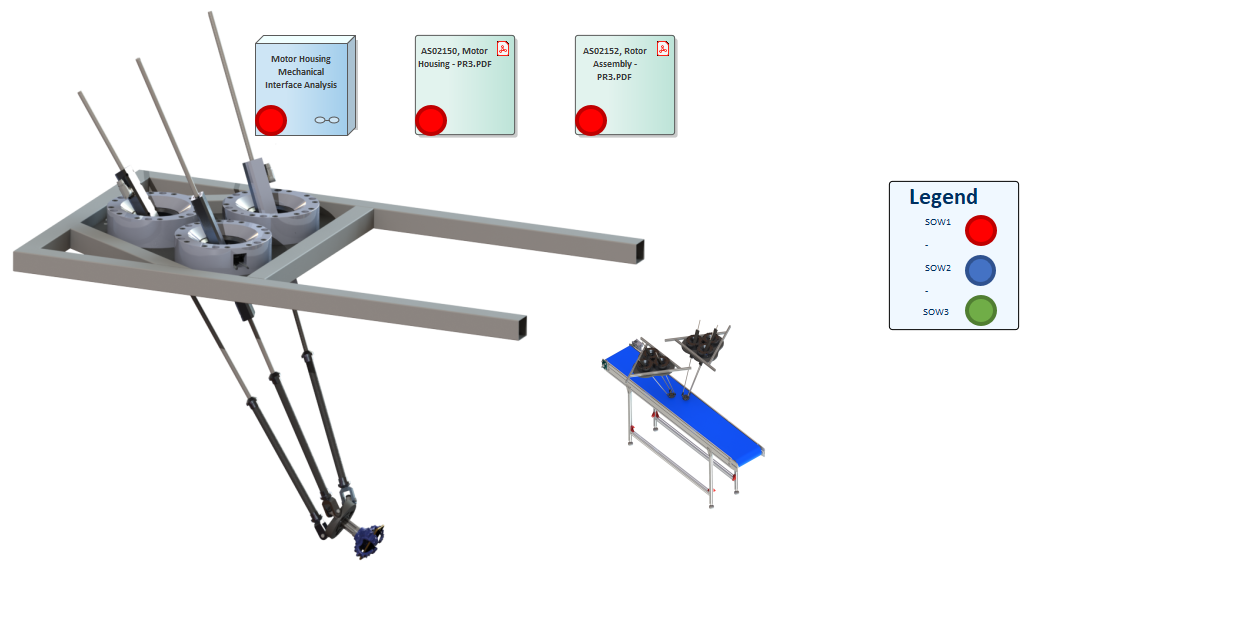 Motor Housing
Mechanical
Interface Analysis
AS02150, Motor
Housing - PR3.PDF
AS02152, Rotor
Assembly -
PR3.PDF
Legend
SOW1
-
SOW2
-
SOW3